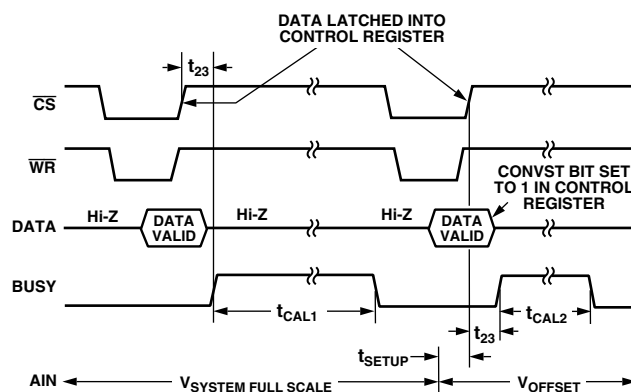 DATA LATCHED INTO
CONTROL REGISTER
t23
CS
WR
CONVST BIT SET
TO 1 IN CONTROL
REGISTER
DATA
Hi-Z
DATA
VALID
Hi-Z
Hi-Z
DATA
VALID
BUSY
tCAL1
tCAL2
t23
tSETUP
AIN
VSYSTEM FULL SCALE
VOFFSET